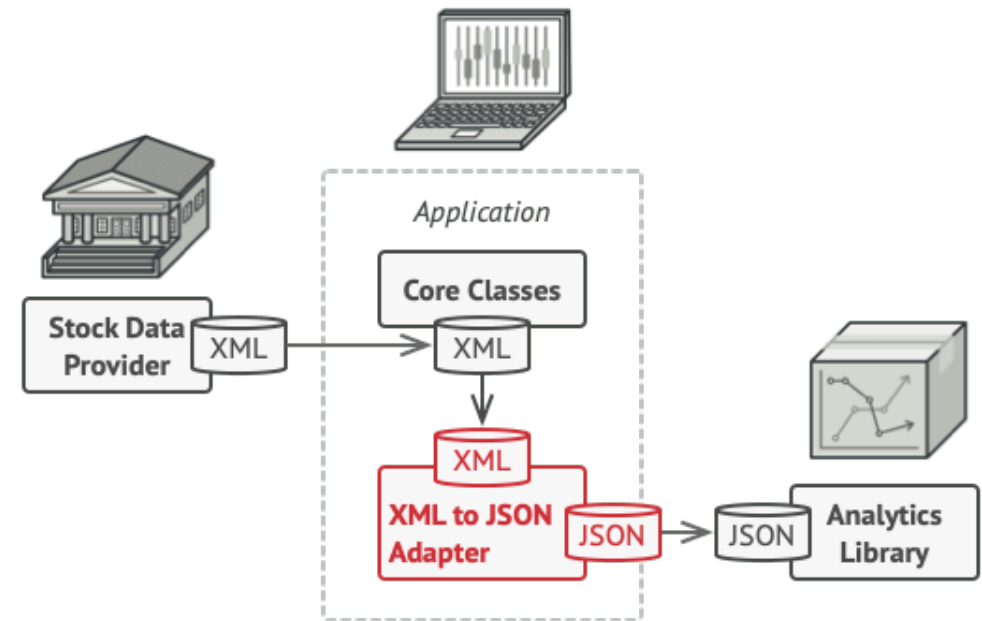 Application
Core Classes
Stock Data
Provider
XML
XML
XML
XML to JSON
Adapter
JSON
JSON
Analytics
Library